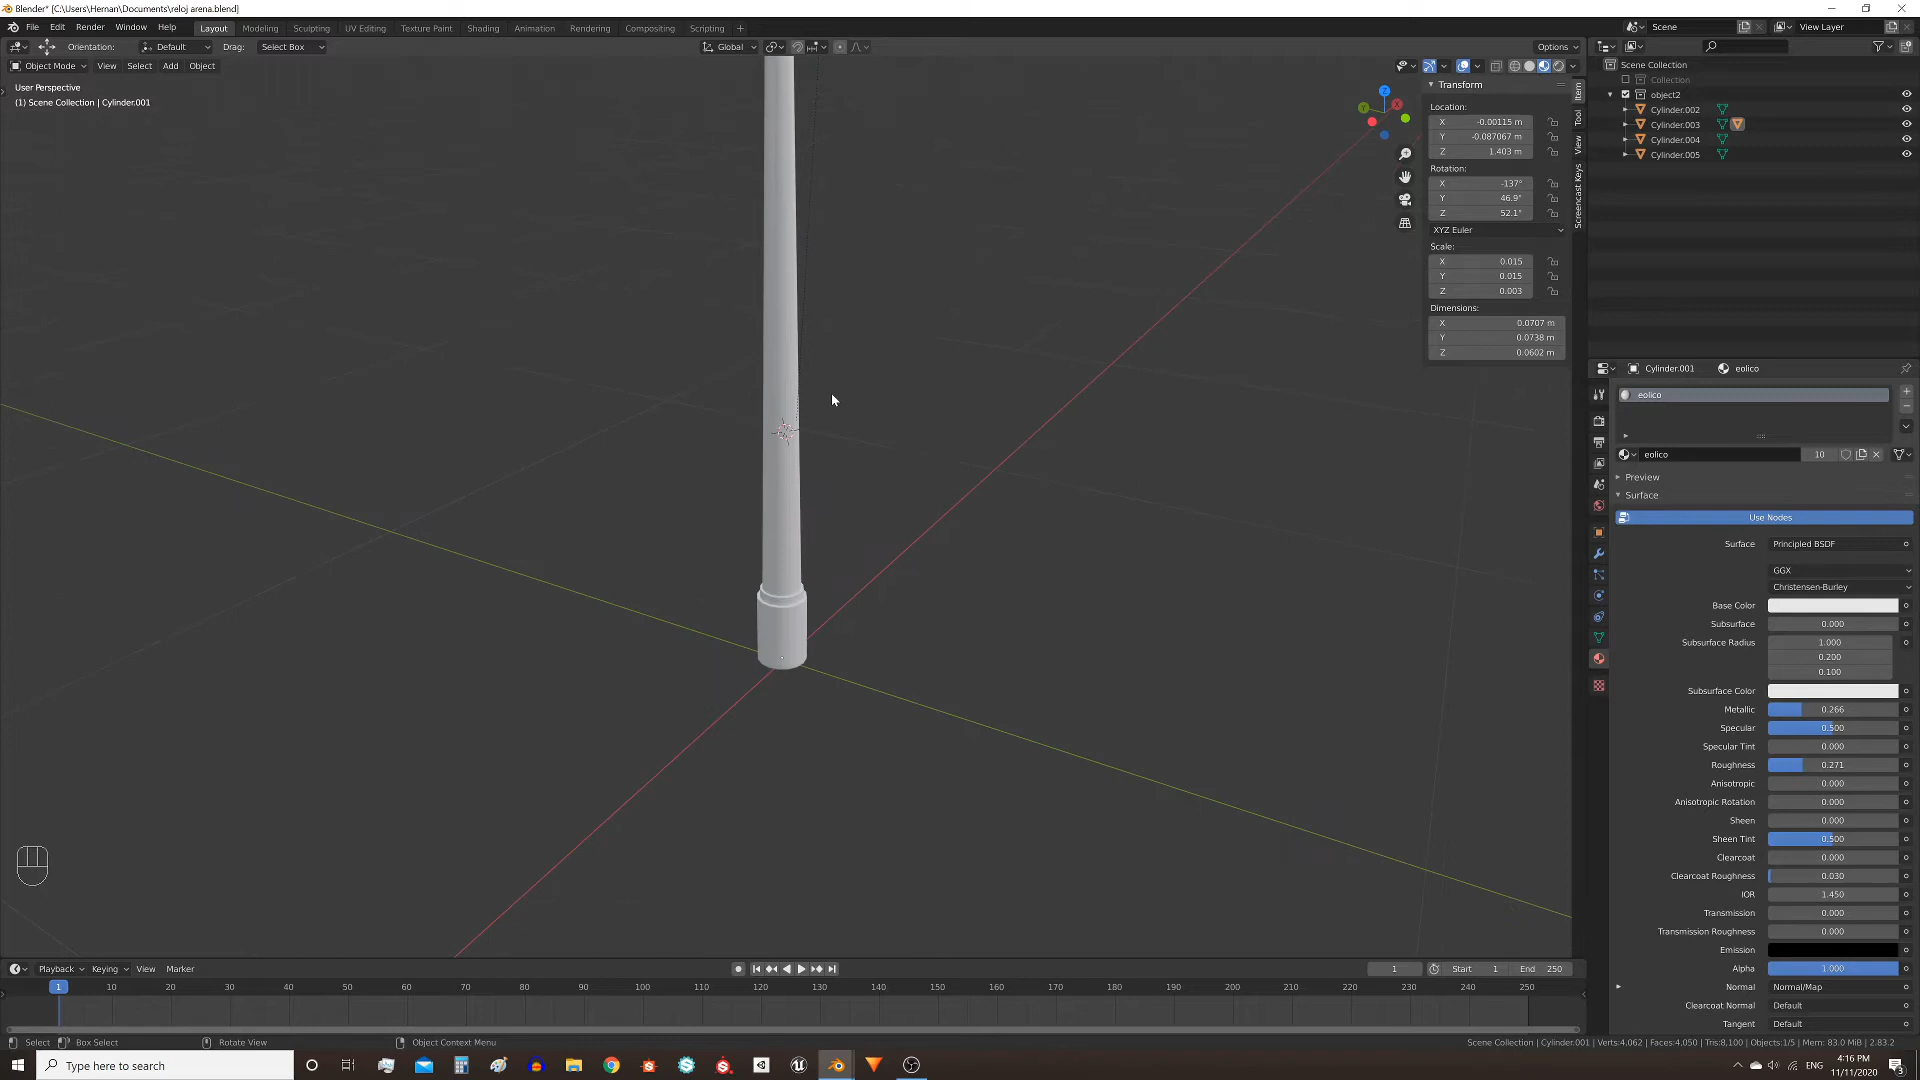 Blender* [C:\Users\Hernan\Documents\reloj arena.blend]
File Edit Render Window Help Layout Modeling Sculpting UV Editing Texture Paint Shading Animation Rendering Compositing Scripting + Scene View Layer
Orientation: Default Drag: Select Box Global Options
Object Mode View Select Add Object
User Perspective
(1) Scene Collection | Cylinder.001
Transform
Location:
X -0.00115 m
Y -0.087067 m
Z 1.403 m
Rotation:
X -137°
Y 46.9°
Z 52.1°
XYZ Euler
Scale:
X 0.015
Y 0.015
Z 0.003
Dimensions:
X 0.0707 m
Y 0.0738 m
Z 0.0602 m
Item
Tool
View
Screencast Keys
Z
Y
X
Scene Collection
Collection
object2
Cylinder.002
Cylinder.003
Cylinder.004
Cylinder.005
Cylinder.001 eolico
eolico
eolico 10
Preview
Surface
Use Nodes
Surface Principled BSDF
GGX
Christensen-Burley
Base Color
Subsurface 0.000
Subsurface Radius 1.000
0.200
0.100
Subsurface Color
Metallic 0.266
Specular 0.500
Specular Tint 0.000
Roughness 0.271
Anisotropic 0.000
Anisotropic Rotation 0.000
Sheen 0.000
Sheen Tint 0.500
Clearcoat 0.000
Clearcoat Roughness 0.030
IOR 1.450
Transmission 0.000
Transmission Roughness 0.000
Emission
Alpha 1.000
Normal Normal/Map
Clearcoat Normal Default
Tangent Default
Playback Keying View Marker 1 Start 1 End 250
1 10 20 30 40 50 60 70 80 90 100 110 120 130 140 150 160 170 180 190 200 210 220 230 240 250
Select Box Select Rotate View Object Context Menu Scene Collection | Cylinder.001 | Verts:4,062 | Faces:4,050 | Tris:8,100 | Objects:1/5 | Mem: 83.0 MiB | 2.83.2
Type here to search
ENG
4:16 PM
11/11/2020
3